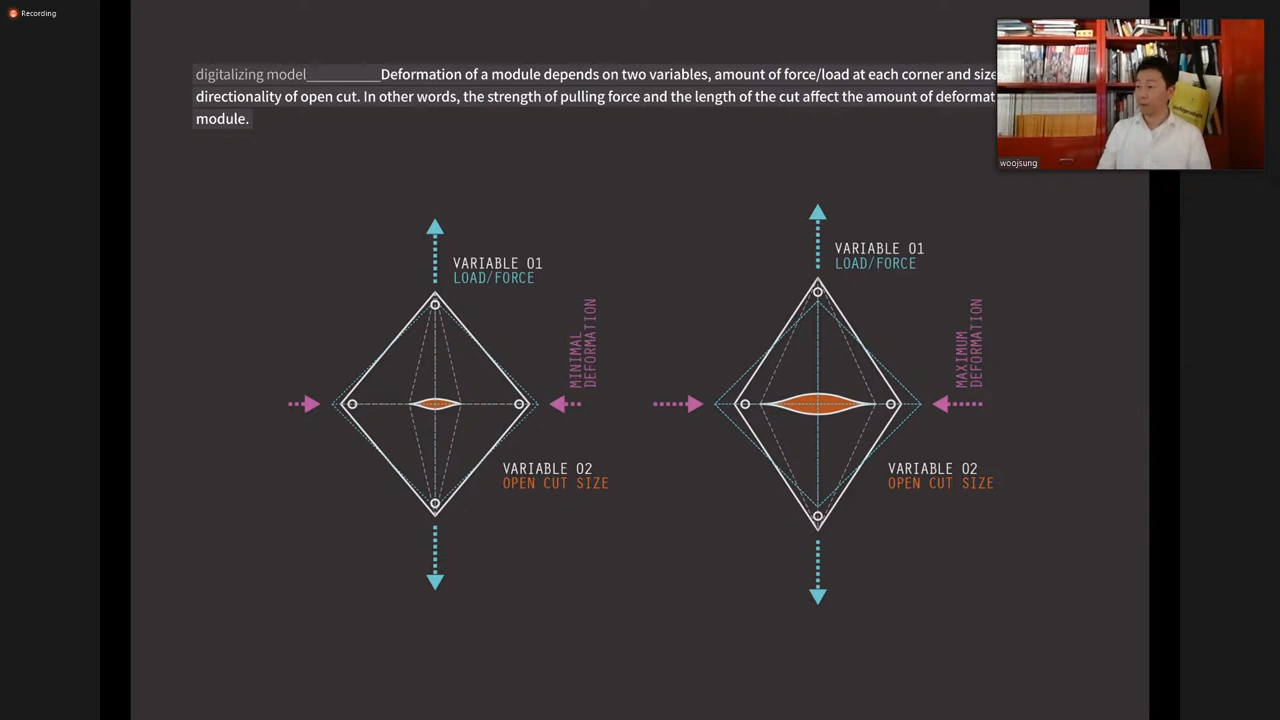 Recording
digitalizing model__________Deformation of a module depends on two variables, amount of force/load at each corner and size
directionality of open cut. In other words, the strength of pulling force and the length of the cut affect the amount of
module.
woojsung
VARIABLE 01
LOAD/FORCE
MINIMAL
DEFORMATION
VARIABLE 02
OPEN CUT SIZE
VARIABLE 01
LOAD/FORCE
MAXIMUM
DEFORMATION
VARIABLE 02
OPEN CUT SIZE